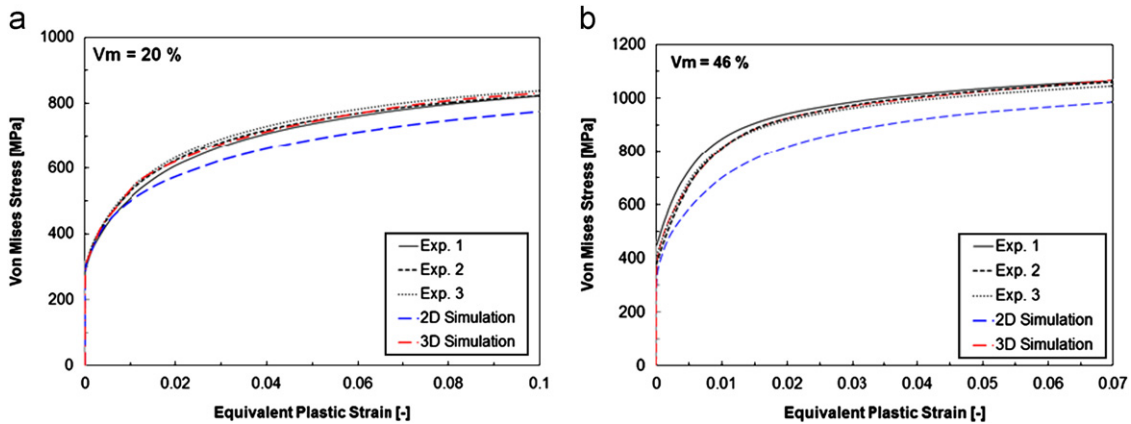 a
Vm = 20 %
Von Mises Stress [MPa]
1000
800
600
400
200
0
0
0.02
0.04
0.06
0.08
0.1
Equivalent Plastic Strain [-]
Exp. 1
Exp. 2
Exp. 3
2D Simulation
3D Simulation
b
Vm = 46 %
Von Mises Stress [MPa]
1200
1000
800
600
400
200
0
0
0.01
0.02
0.03
0.04
0.05
0.06
0.07
Equivalent Plastic Strain [-]
Exp. 1
Exp. 2
Exp. 3
2D Simulation
3D Simulation